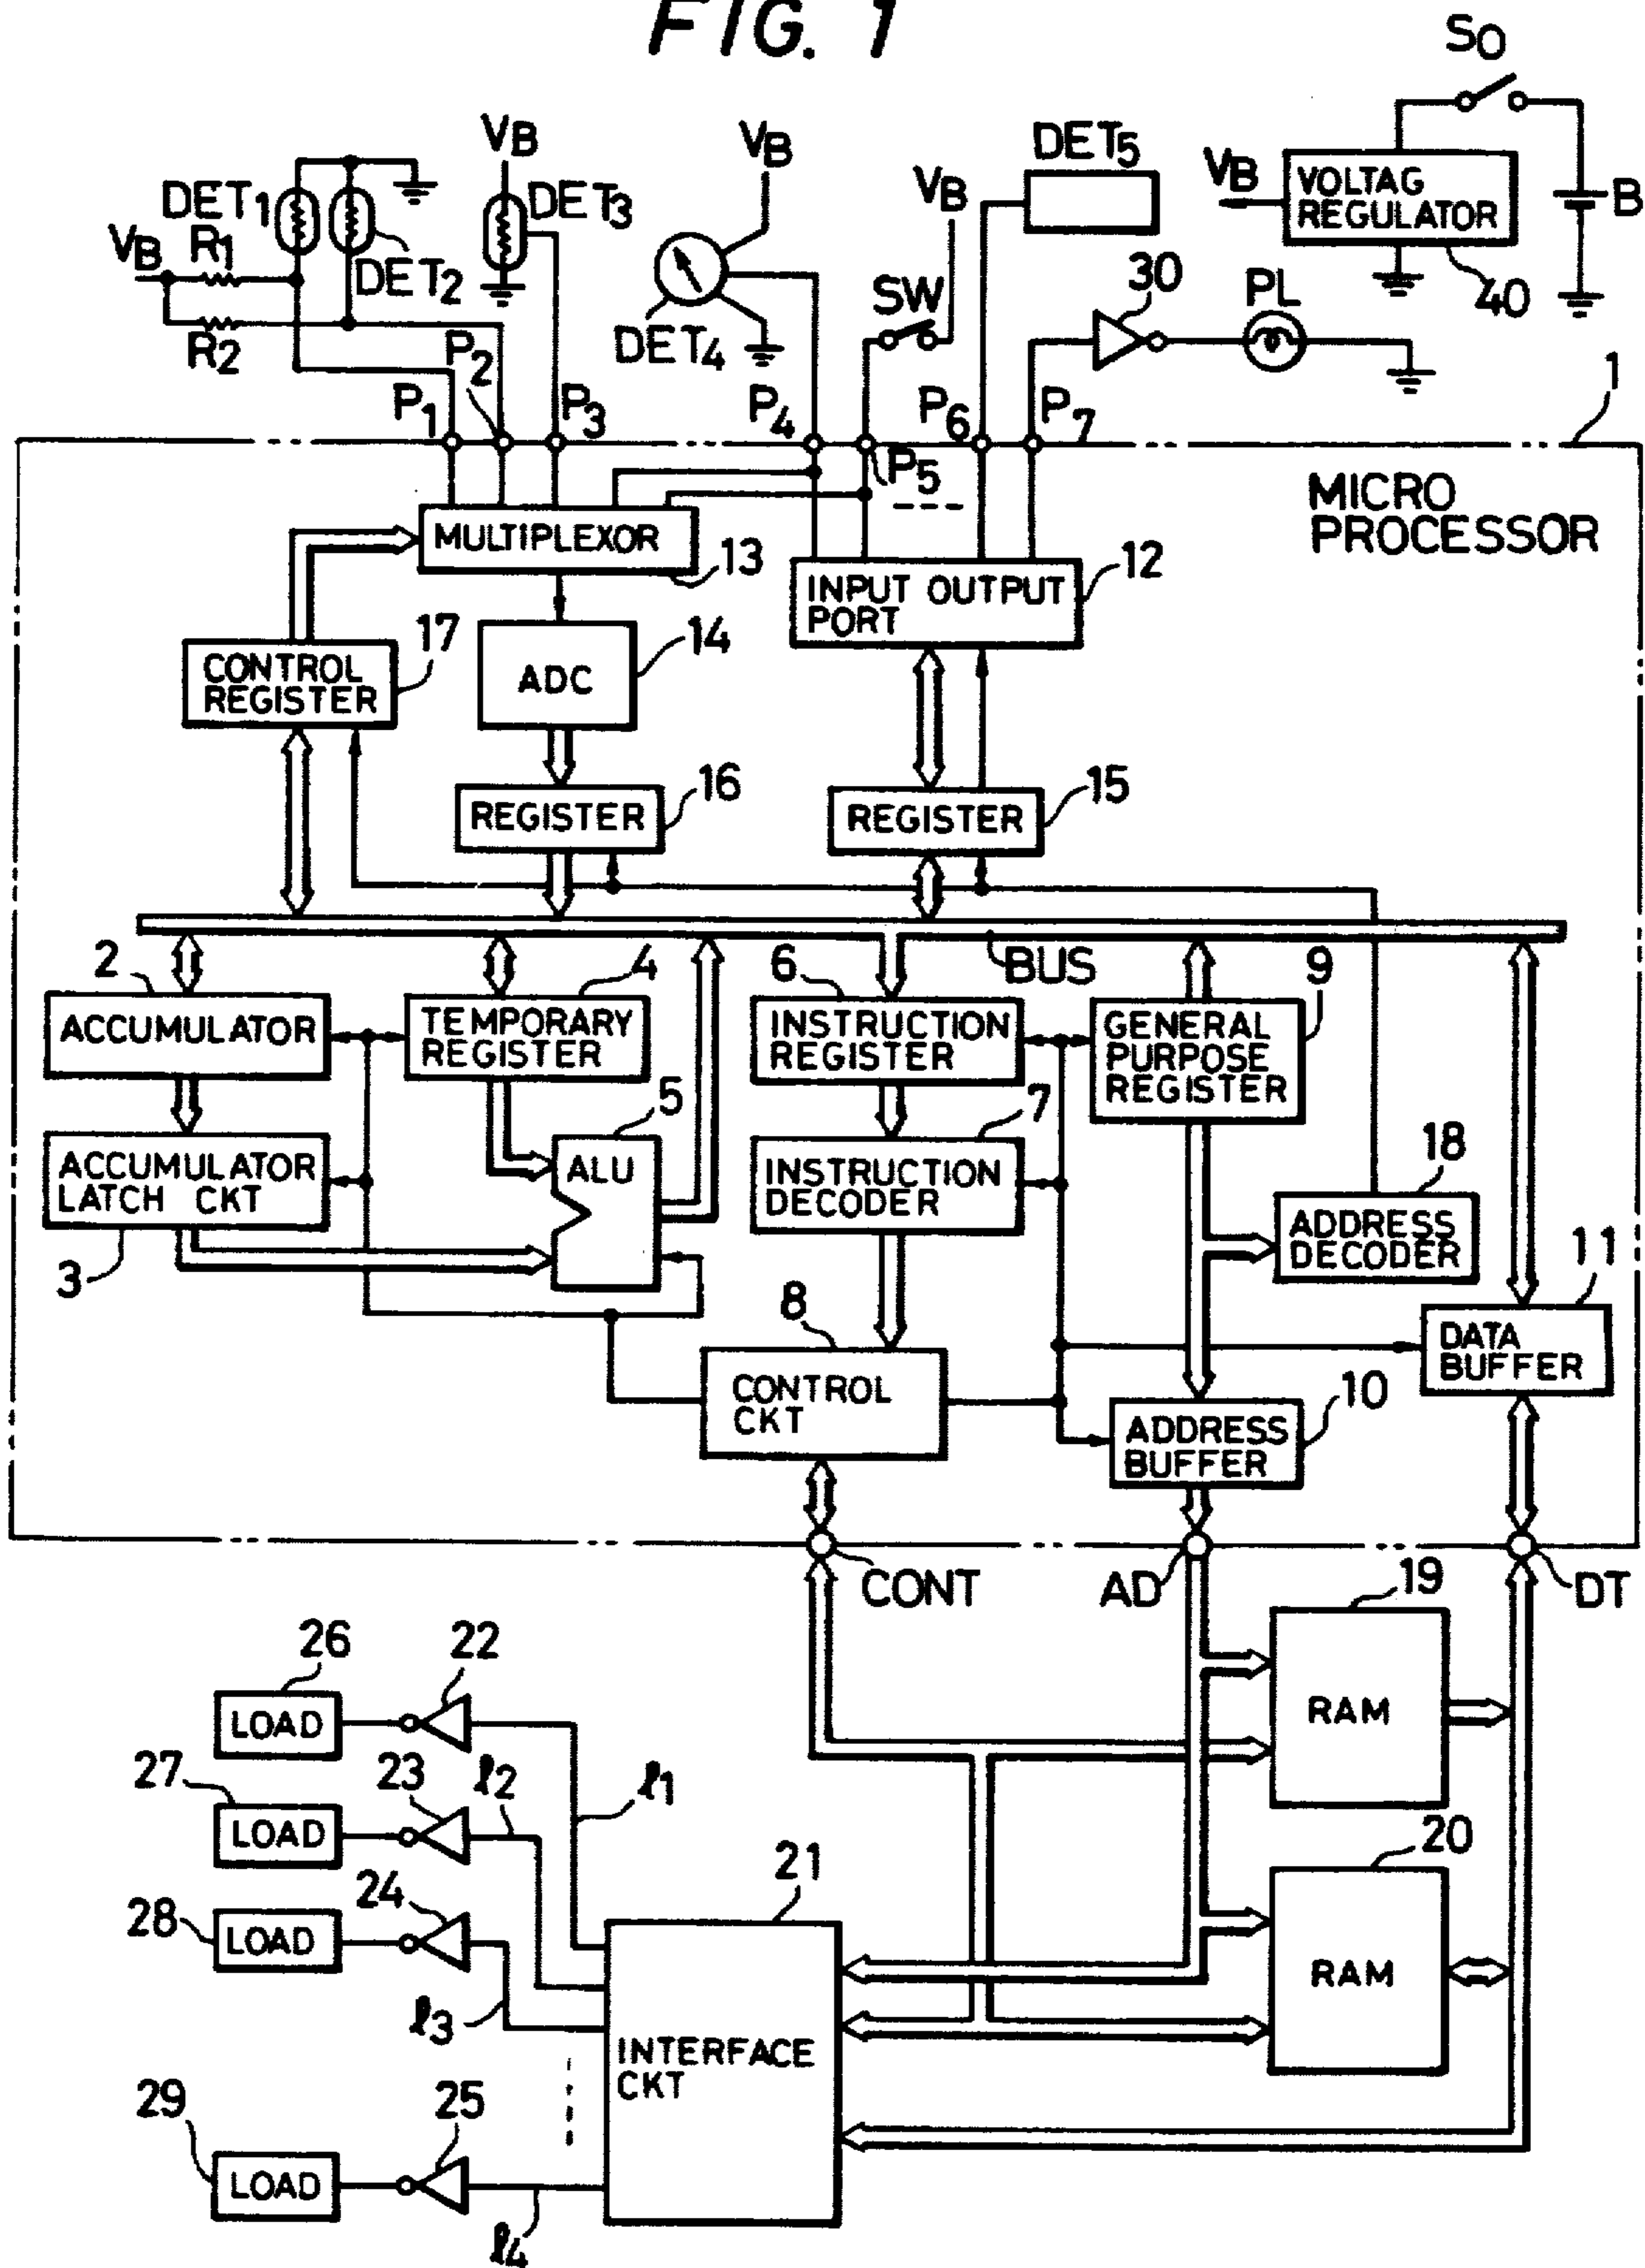 FIG. 1
SO
VB
VB
DET5
DET1
DET3
VB
VB
VOLTAG
REGULATOR
B
VB
R1
DET2
30
PL
40
SW
R2
P2
DET4
1
P1
P3
P4
P6
P7
P5
MICRO
PROCESSOR
MULTIPLEXOR
13
INPUT OUTPUT
PORT
12
17
14
CONTROL
REGISTER
ADC
16
15
REGISTER
REGISTER
2
4
6
BUS
9
ACCUMULATOR
TEMPORARY
REGISTER
INSTRUCTION
REGISTER
GENERAL
PURPOSE
REGISTER
5
7
ACCUMULATOR
LATCH CKT
ALU
INSTRUCTION
DECODER
18
ADDRESS
DECODER
11
3
8
DATA
BUFFER
CONTROL
CKT
10
ADDRESS
BUFFER
CONT
AD
19
DT
26
22
LOAD
RAM
27
23
l2
l1
LOAD
20
21
24
28
LOAD
RAM
l3
INTERFACE
CKT
29
25
LOAD
l4